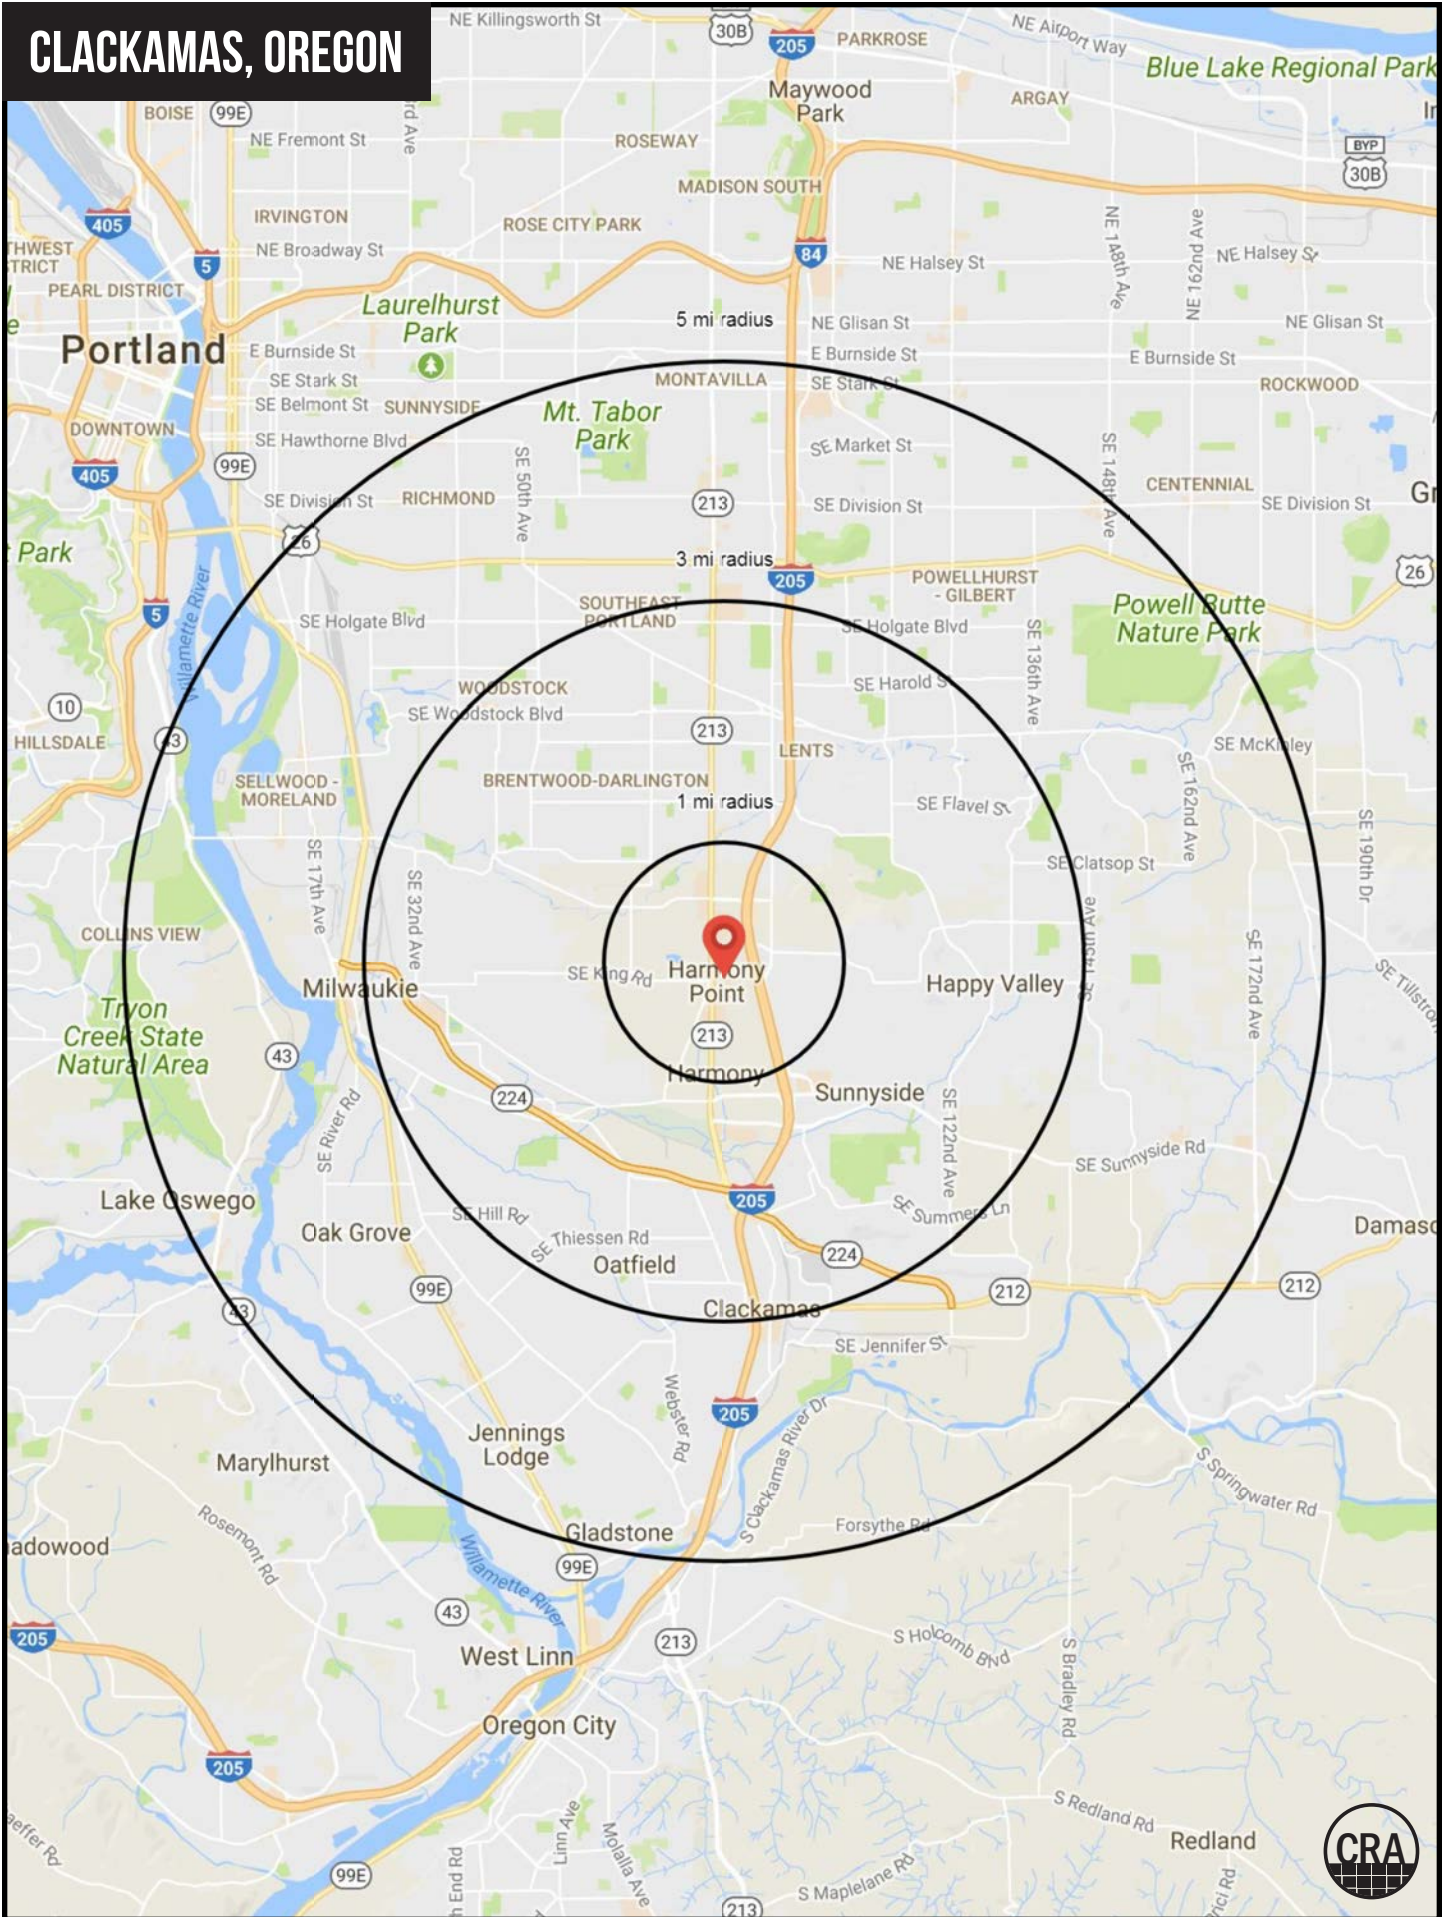 CLACKAMAS, OREGON
NE Killingsworth St
30B
205
PARKROSE
NE Airport Way
Blue Lake Regional Park
Maywood
Park
ARGAY
BOISE
99E
NE Fremont St
ROSEWAY
BYP
30B
MADISON SOUTH
405
IRVINGTON
ROSE CITY PARK
NE 148th Ave
NE 162nd Ave
NE Broadway St
5
84
NE Halsey St
NE Halsey St
PEARL DISTRICT
Laurelhurst
Park
5 mi radius
NE Glisan St
NE Glisan St
Portland
E Burnside St
E Burnside St
E Burnside St
SE Stark St
MONTAVILLA
SE Stark St
ROCKWOOD
SE Belmont St
SUNNYSIDE
Mt. Tabor
Park
DOWNTOWN
SE Hawthorne Blvd
SE Market St
SE 50th Ave
SE 148th Ave
405
99E
SE Division St
RICHMOND
213
SE Division St
CENTENNIAL
SE Division St
26
Park
3 mi radius
205
POWELLHURST
- GILBERT
26
5
Willamette River
SOUTHEAST
PORTLAND
SE Holgate Blvd
SE Holgate Blvd
Powell Butte
Nature Park
SE 136th Ave
WOODSTOCK
SE Harold St
10
SE Woodstock Blvd
HILLSDALE
43
213
LENTS
SE McKinley
SE 162nd Ave
SELLWOOD -
MORELAND
BRENTWOOD-DARLINGTON
1 mi radius
SE Flavel St
SE 190th Dr
SE 17th Ave
SE 32nd Ave
SE Clatsop St
COLLINS VIEW
SE 172nd Ave
SE King Rd
Harmony
Point
Happy Valley
Milwaukie
Tryon
Creek State
Natural Area
43
213
Harmony
Sunnyside
224
SE River Rd
SE 122nd Ave
SE Sunnyside Rd
Lake Oswego
205
SE Hill Rd
SE Summers Ln
Oak Grove
SE Thiessen Rd
Oatfield
224
99E
212
212
43
Clackamas
SE Jennifer St
Webster Rd
205
S Clackamas River Dr
Jennings
Lodge
Marylhurst
S Springwater Rd
Rosemont Rd
Gladstone
Forsythe Rd
99E
Willamette River
43
205
213
S Holcomb Blvd
S Bradley Rd
West Linn
Oregon City
205
S Redland Rd
Redland
Linn Ave
Molalla Ave
99E
S Maplelane Rd
213
CRA